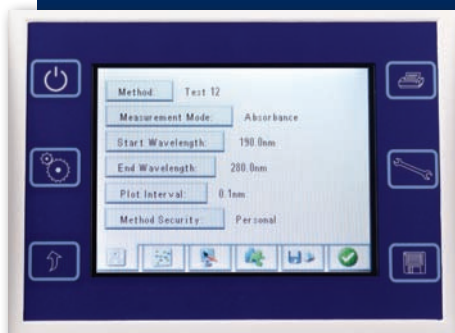 Method: Test 12
Measurement Mode: Absorbance
Start Wavelength: 190.0nm
End Wavelength: 280.0nm
Plot Interval: 0.1nm
Method Security: Personal